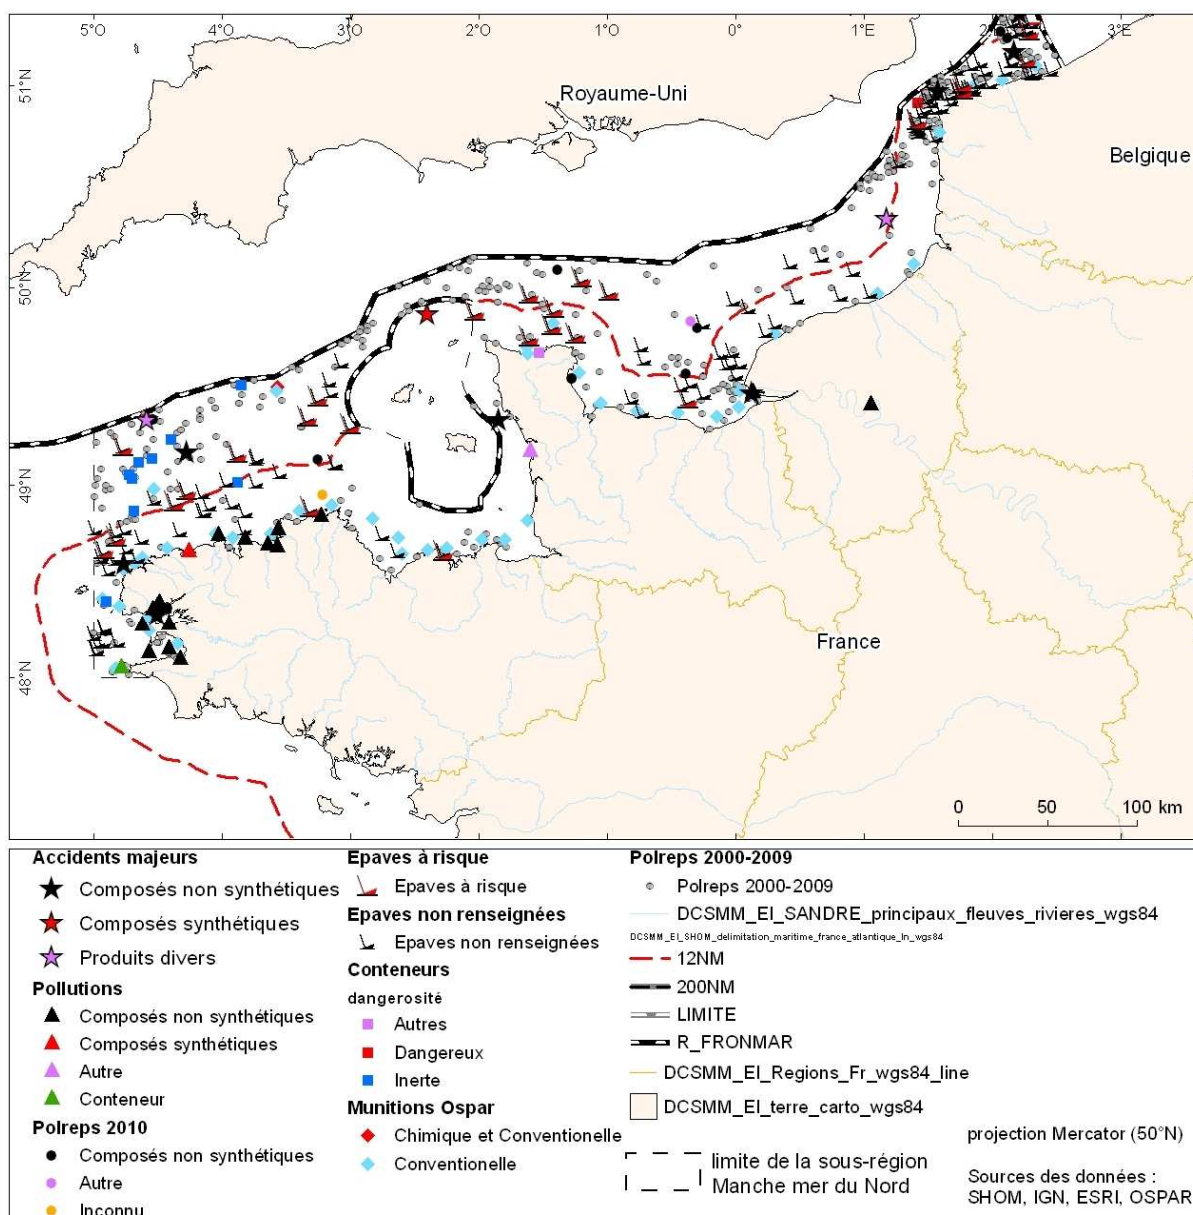 5°O 4°O 3°O 2°O 1°O 0° 1°E 3°E
51°N
Royaume-Uni
Belgique
50°N
49°N
France
48°N
0 50 100 km
Accidents majeurs
Composés non synthétiques
Composés synthétiques
Produits divers
Pollutions
Composés non synthétiques
Composés synthétiques
Autre
Conteneur
Polreps 2010
Composés non synthétiques
Autre
Inconnu
Epaves à risque
Epaves à risque
Epaves non renseignées
Epaves non renseignées
Conteneurs
dangerosité
Autres
Dangereux
Inerte
Munitions Ospar
Chimique et Conventionelle
Conventionelle
Polreps 2000-2009
Polreps 2000-2009
DCSMM_EI_SANDRE_principaux_fleuves_rivieres_wgs84
DCSMM_EI_SHOM_delimitation_maritime_france_atlantique_ln_wgs84
12NM
200NM
LIMITE
R_FRONMAR
DCSMM_EI_Regions_Fr_wgs84_line
DCSMM_EI_terre_carto_wgs84
limite de la sous-région
Manche mer du Nord
projection Mercator (50°N)
Sources des données :
SHOM, IGN, ESRI, OSPAR